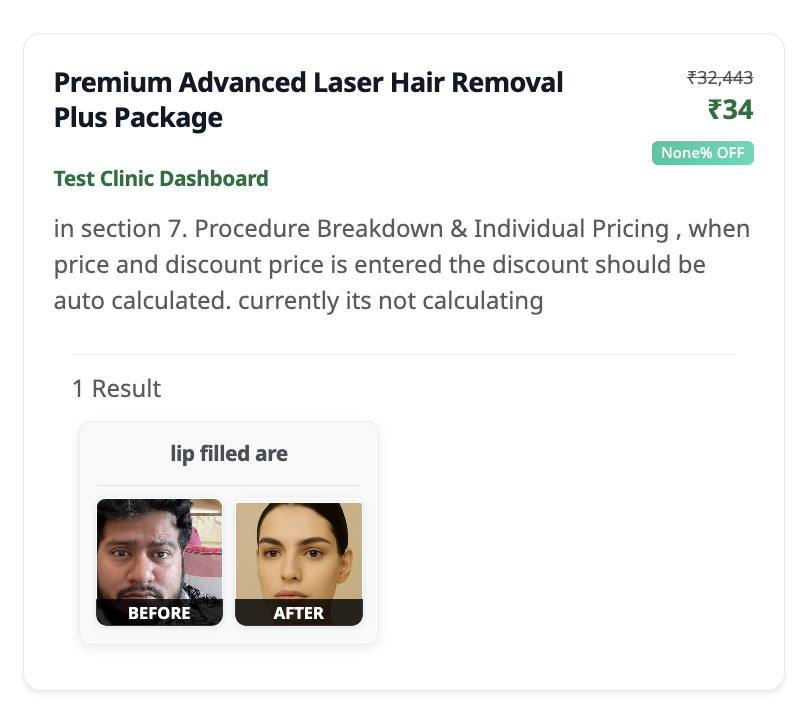 Premium Advanced Laser Hair Removal
Plus Package
₹32,443
₹34
None% OFF
Test Clinic Dashboard
in section 7. Procedure Breakdown & Individual Pricing , when
price and discount price is entered the discount should be
auto calculated. currently its not calculating
1 Result
lip filled are
BEFORE
AFTER